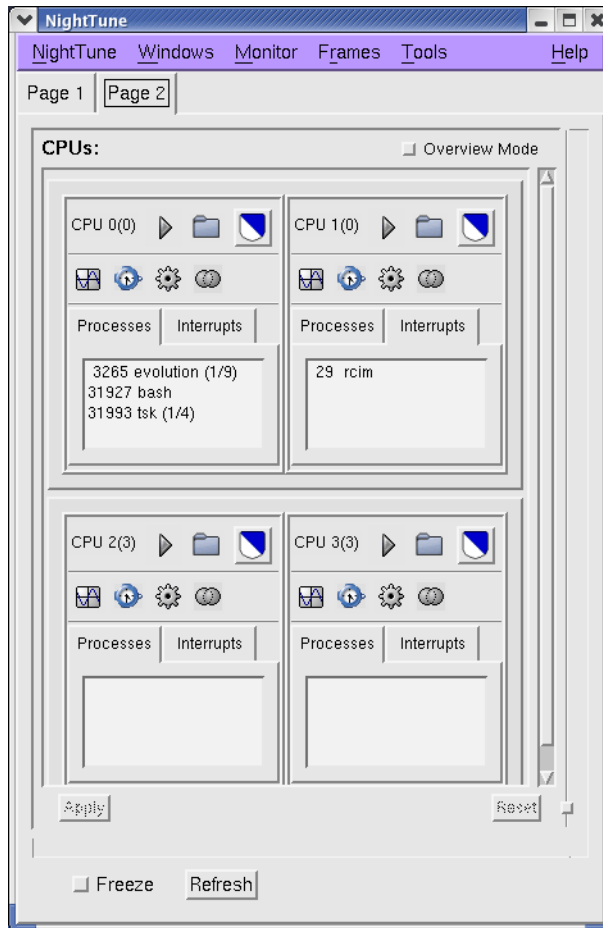 NightTune
NightTune Windows Monitor Frames Tools Help
Page 1 Page 2
CPUs: Overview Mode
CPU 0(0) CPU 1(0)
Processes Interrupts Processes Interrupts
3265 evolution (1/9) 29 rcim
31927 bash
31993 tsk (1/4)
CPU 2(3) CPU 3(3)
Processes Interrupts Processes Interrupts
Apply Reset
Freeze Refresh